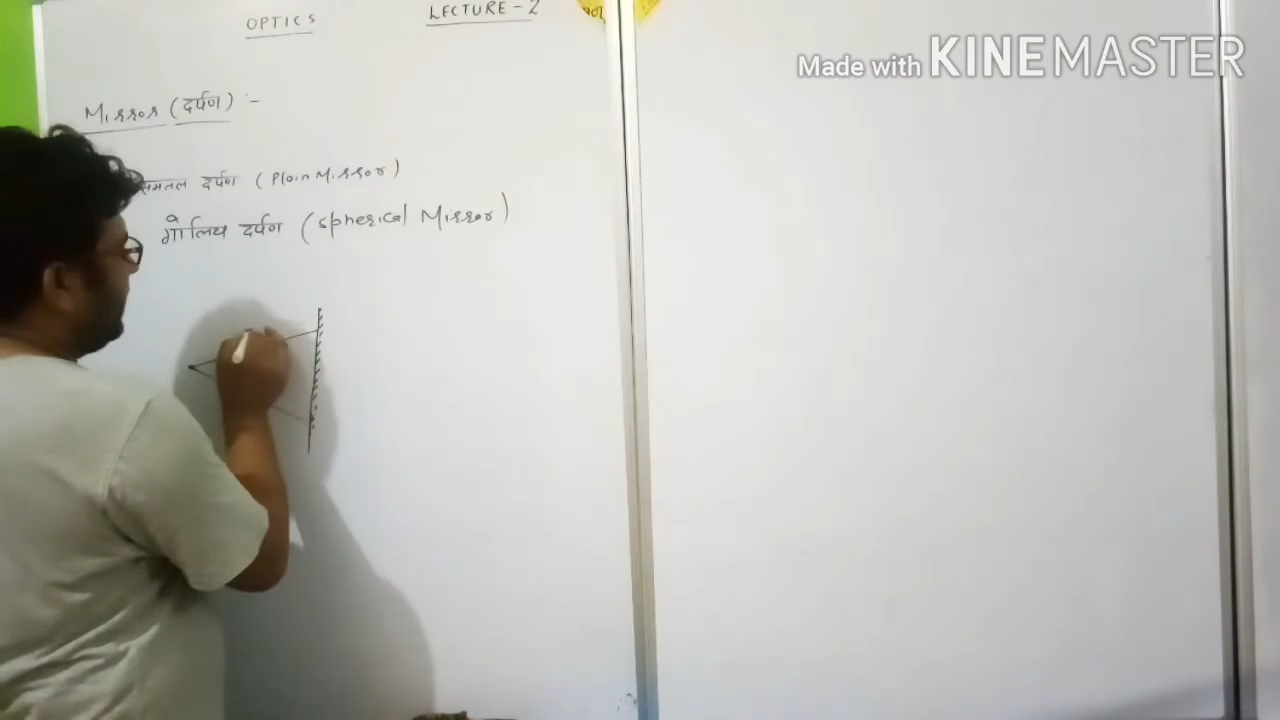 OPTICS LECTURE-2
Made with KINEMASTER
Mirror (दर्पण) :-
समतल दर्पण (Plain Mirror)
गोलिय दर्पण (Spherical Mirror)